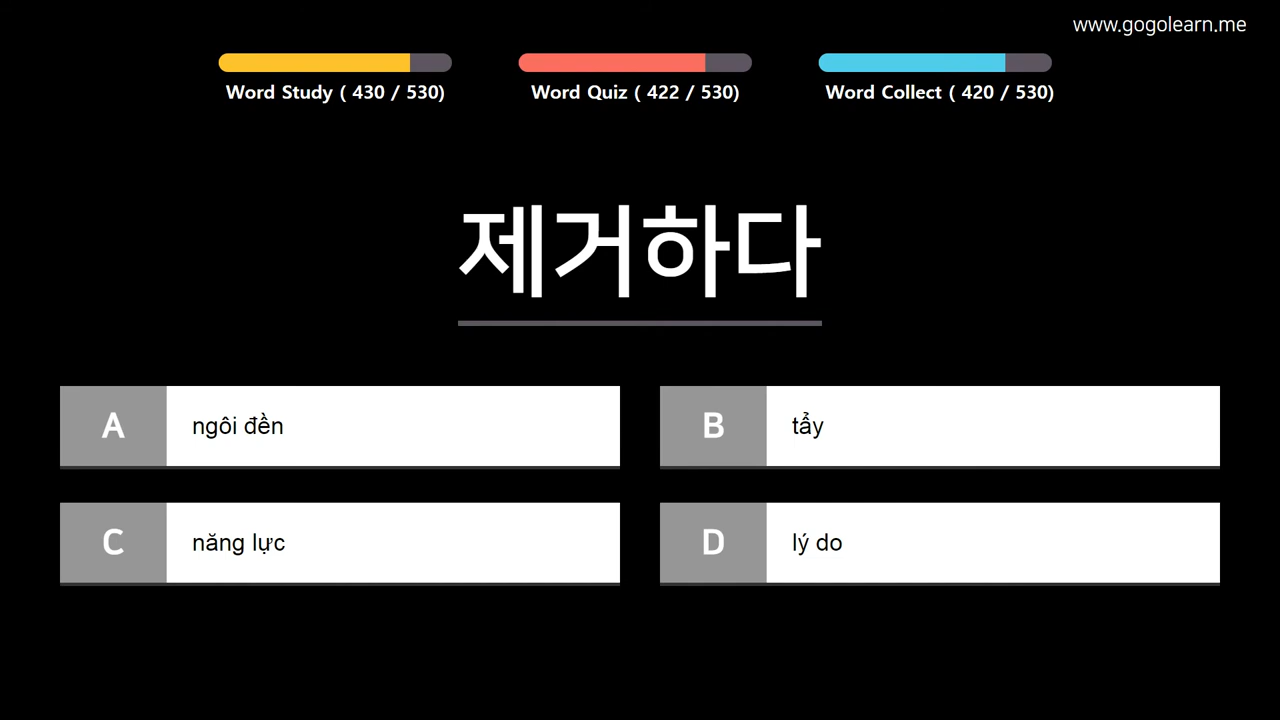 www.gogolearn.me
Word Study ( 430 / 530)
Word Quiz ( 422 / 530)
Word Collect ( 420 / 530)
제거하다
A ngôi đền
B tẩy
C năng lực
D lý do